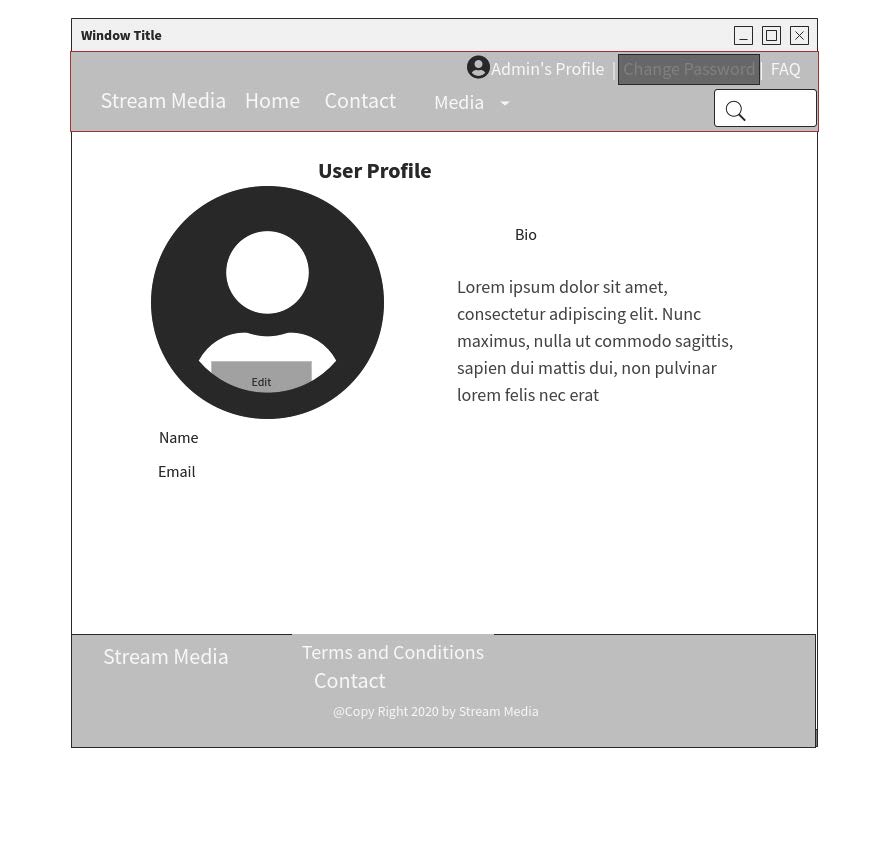 Window Title
Admin's Profile | Change Password | FAQ
Stream Media Home Contact Media
User Profile
Bio
Lorem ipsum dolor sit amet,
consectetur adipiscing elit. Nunc
maximus, nulla ut commodo sagittis,
sapien dui mattis dui, non pulvinar
lorem felis nec erat
Edit
Name
Email
Stream Media
Terms and Conditions
Contact
@Copy Right 2020 by Stream Media